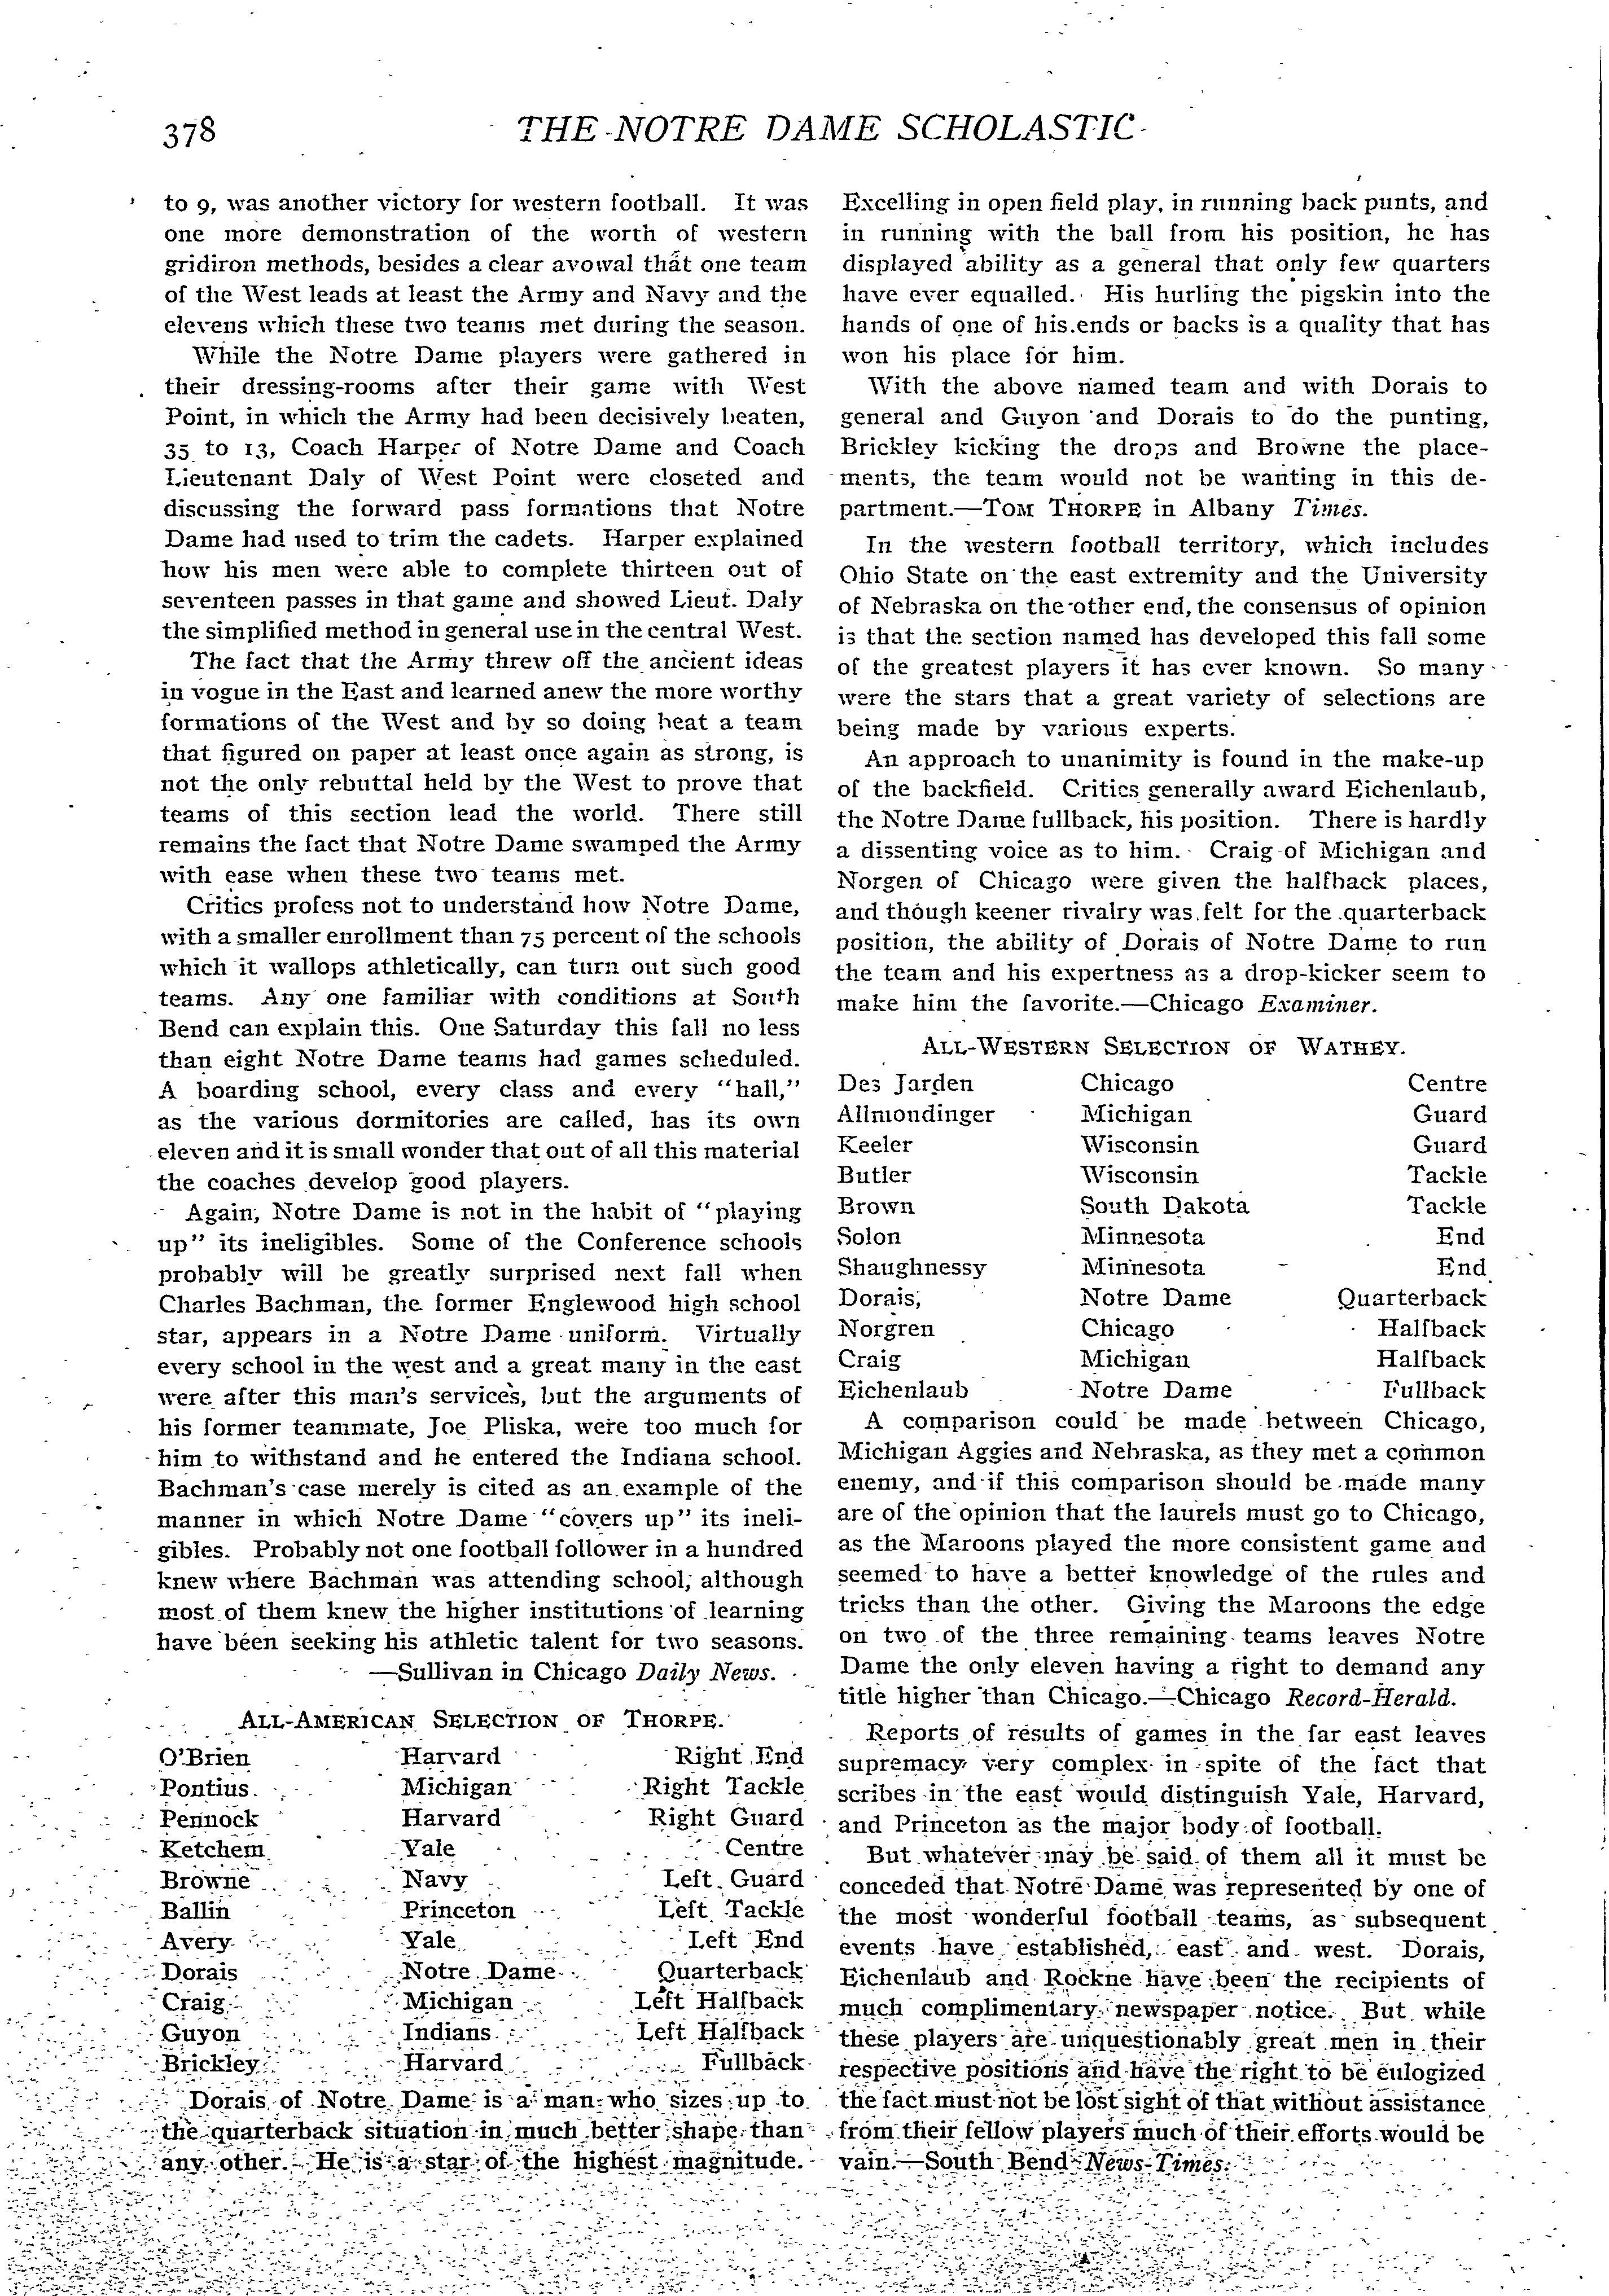 378
THE NOTRE DAME SCHOLASTIC
to 9, was another victory for western football. It was
one more demonstration of the worth of western
gridiron methods, besides a clear avowal that one team
of the West leads at least the Army and Navy and the
elevens which these two teams met during the season.
While the Notre Dame players were gathered in
their dressing-rooms after their game with West
Point, in which the Army had been decisively beaten,
35 to 13, Coach Harper of Notre Dame and Coach
Lieutenant Daly of West Point were closeted and
discussing the forward pass formations that Notre
Dame had used to trim the cadets. Harper explained
how his men were able to complete thirteen out of
seventeen passes in that game and showed Lieut. Daly
the simplified method in general use in the central West.
The fact that the Army threw off the ancient ideas
in vogue in the East and learned anew the more worthy
formations of the West and by so doing beat a team
that figured on paper at least once again as strong, is
not the only rebuttal held by the West to prove that
teams of this section lead the world. There still
remains the fact that Notre Dame swamped the Army
with ease when these two teams met.
Critics profess not to understand how Notre Dame,
with a smaller enrollment than 75 percent of the schools
which it wallops athletically, can turn out such good
teams. Any one familiar with conditions at South
Bend can explain this. One Saturday this fall no less
than eight Notre Dame teams had games scheduled.
A boarding school, every class and every "hall,"
as the various dormitories are called, has its own
eleven and it is small wonder that out of all this material
the coaches develop good players.
Again, Notre Dame is not in the habit of "playing
up" its ineligibles. Some of the Conference schools
probably will be greatly surprised next fall when
Charles Bachman, the former Englewood high school
star, appears in a Notre Dame uniform. Virtually
every school in the west and a great many in the east
were after this man's services, but the arguments of
his former teammate, Joe Pliska, were too much for
him to withstand and he entered the Indiana school.
Bachman's case merely is cited as an example of the
manner in which Notre Dame "covers up" its ineli-
gibles. Probably not one football follower in a hundred
knew where Bachman was attending school, although
most of them knew the higher institutions of learning
have been seeking his athletic talent for two seasons.
—Sullivan in Chicago Daily News.
ALL-AMERICAN SELECTION OF THORPE.
O'Brien Harvard Right End
Pontius Michigan Right Tackle
Pennock Harvard Right Guard
Ketchem Yale Centre
Browne Navy Left Guard
Ballin Princeton Left Tackle
Avery Yale Left End
Dorais Notre Dame Quarterback
Craig Michigan Left Halfback
Guyon Indians Left Halfback
Brickley Harvard Fullback
Dorais of Notre Dame is a man who sizes up to
the quarterback situation in much better shape than
any other. He is a star of the highest magnitude.
Excelling in open field play, in running back punts, and
in running with the ball from his position, he has
displayed ability as a general that only few quarters
have ever equalled. His hurling the pigskin into the
hands of one of his ends or backs is a quality that has
won his place for him.
With the above named team and with Dorais to
general and Guyon and Dorais to do the punting,
Brickley kicking the drops and Browne the place-
ments, the team would not be wanting in this de-
partment.—TOM THORPE in Albany Times.
In the western football territory, which includes
Ohio State on the east extremity and the University
of Nebraska on the other end, the consensus of opinion
is that the section named has developed this fall some
of the greatest players it has ever known. So many
were the stars that a great variety of selections are
being made by various experts.
An approach to unanimity is found in the make-up
of the backfield. Critics generally award Eichenlaub,
the Notre Dame fullback, his position. There is hardly
a dissenting voice as to him. Craig of Michigan and
Norgen of Chicago were given the halfback places,
and though keener rivalry was felt for the quarterback
position, the ability of Dorais of Notre Dame to run
the team and his expertness as a drop-kicker seem to
make him the favorite.—Chicago Examiner.
ALL-WESTERN SELECTION OF WATHEY.
Des Jarden Chicago Centre
Allmondinger Michigan Guard
Keeler Wisconsin Guard
Butler Wisconsin Tackle
Brown South Dakota Tackle
Solon Minnesota End
Shaughnessy Minnesota End
Dorais, Notre Dame Quarterback
Norgren Chicago Halfback
Craig Michigan Halfback
Eichenlaub Notre Dame Fullback
A comparison could be made between Chicago,
Michigan Aggies and Nebraska, as they met a common
enemy, and if this comparison should be made many
are of the opinion that the laurels must go to Chicago,
as the Maroons played the more consistent game and
seemed to have a better knowledge of the rules and
tricks than the other. Giving the Maroons the edge
on two of the three remaining teams leaves Notre
Dame the only eleven having a right to demand any
title higher than Chicago.—Chicago Record-Herald.
Reports of results of games in the far east leaves
supremacy very complex in spite of the fact that
scribes in the east would distinguish Yale, Harvard,
and Princeton as the major body of football.
But whatever may be said of them all it must be
conceded that Notre Dame was represented by one of
the most wonderful football teams, as subsequent
events have established, east and west. Dorais,
Eichenlaub and Rockne have been the recipients of
much complimentary newspaper notice. But while
these players are unquestionably great men in their
respective positions and have the right to be eulogized
the fact must not be lost sight of that without assistance
from their fellow players much of their efforts would be
vain.—South Bend News-Times.